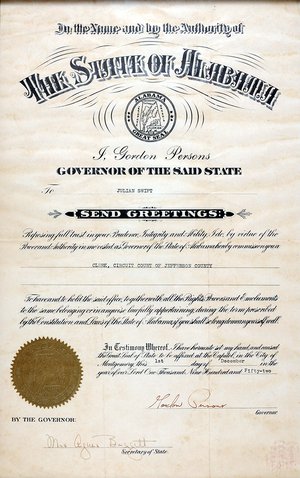 In the Name and by the Authority of
THE STATE OF ALABAMA
ALABAMA
GREAT SEAL
I, Gordon Persons
GOVERNOR OF THE SAID STATE
To JULIAN SWIFT
SEND GREETINGS:
Reposing full trust in your Prudence, Integrity and Ability I do, by virtue of the
Power and Authority in me vested as Governor of the State of Alabama hereby commission you a
CLERK, CIRCUIT COURT OF JEFFERSON COUNTY
To have and to hold the said office, together with all the Rights, Powers and Emoluments
to the same belonging or in any wise lawfully appertaining, during the term prescribed
by the Constitution and Laws of the State of Alabama, if you shall so long demean yourself well.
In Testimony Whereof, I have hereunto set my hand, and caused
the Great Seal of State to be affixed at the Capitol, in the City of
Montgomery, this 1st day of December
in the year of our Lord One Thousand, Nine Hundred and Fifty-two
Gordon Persons
Governor.
BY THE GOVERNOR:
Mrs Agnes Baggett
Secretary of State.